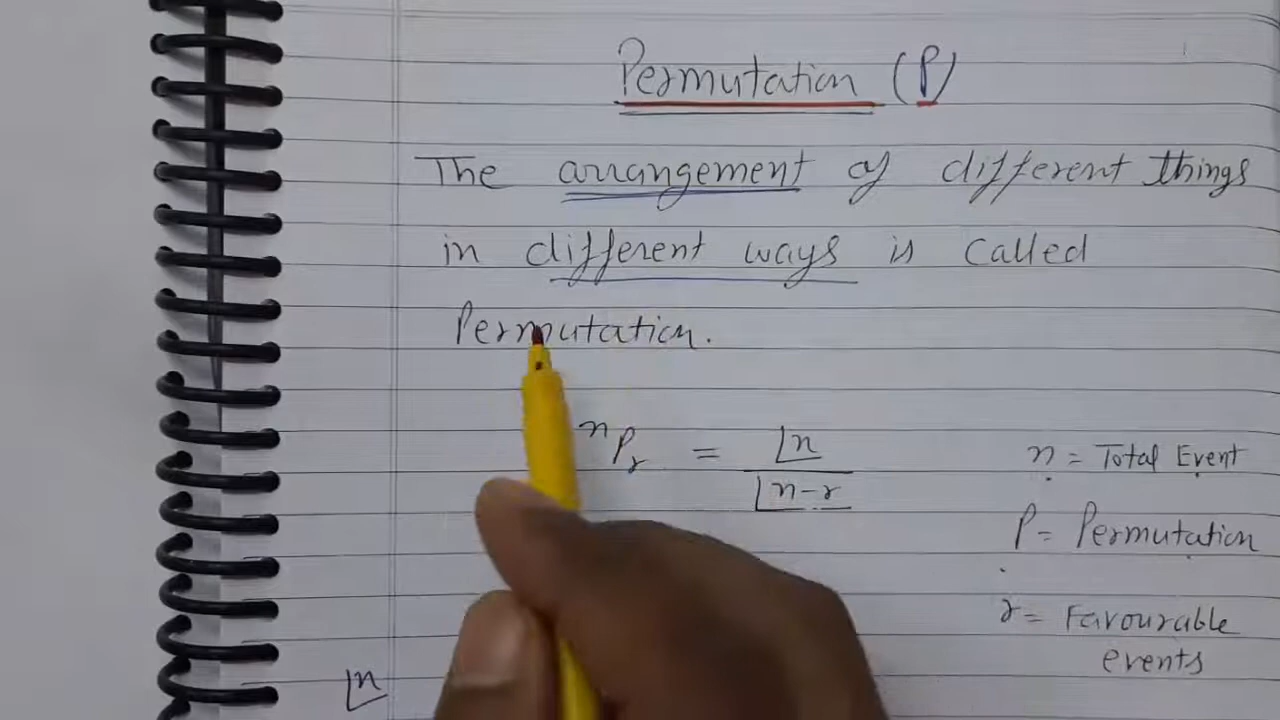 Permutation (P)
The arrangement of different things
in different ways is called
Permutation.
ⁿPᵣ = ⌊n / ⌊n-r
n = Total Event
P = Permutation
r = Favourable
events
⌊n